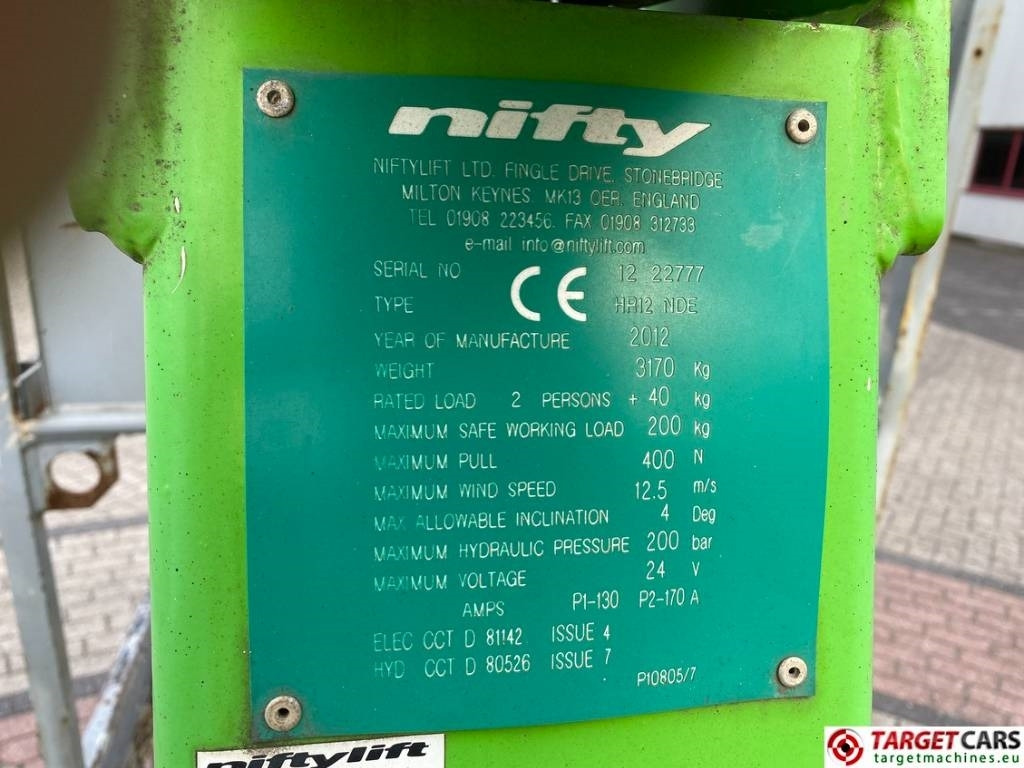 nifty
NIFTYLIFT LTD. FINGLE DRIVE, STONEBRIDGE
MILTON KEYNES, MK13 OER, ENGLAND
TEL 01908 223456. FAX 01908 312733
e-mail info@niftylift.com
SERIAL NO CE 12 22777
TYPE HR12 NDE
YEAR OF MANUFACTURE 2012
WEIGHT 3170 Kg
RATED LOAD 2 PERSONS + 40 kg
MAXIMUM SAFE WORKING LOAD 200 kg
MAXIMUM PULL 400 N
MAXIMUM WIND SPEED 12.5 m/s
MAX ALLOWABLE INCLINATION 4 Deg
MAXIMUM HYDRAULIC PRESSURE 200 bar
MAXIMUM VOLTAGE 24 V
AMPS P1-130 P2-170 A
ELEC CCT D 81142 ISSUE 4
HYD CCT D 80526 ISSUE 7
P10805/7
niftylift
TARGETCARS
targetmachines.eu